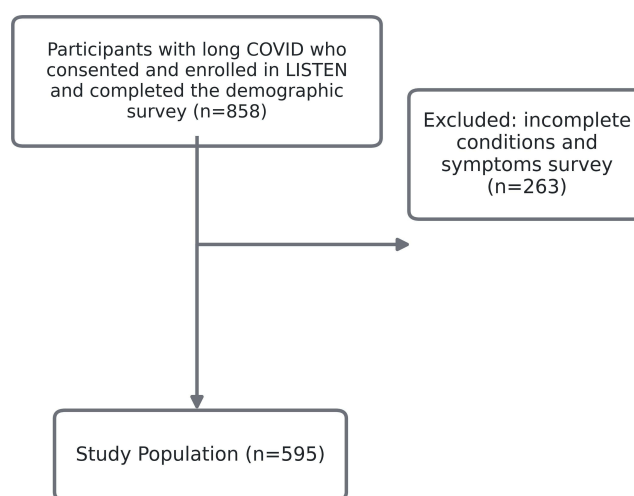 Participants with long COVID who
consented and enrolled in LISTEN
and completed the demographic
survey (n=858)
Excluded: incomplete
conditions and
symptoms survey
(n=263)
Study Population (n=595)